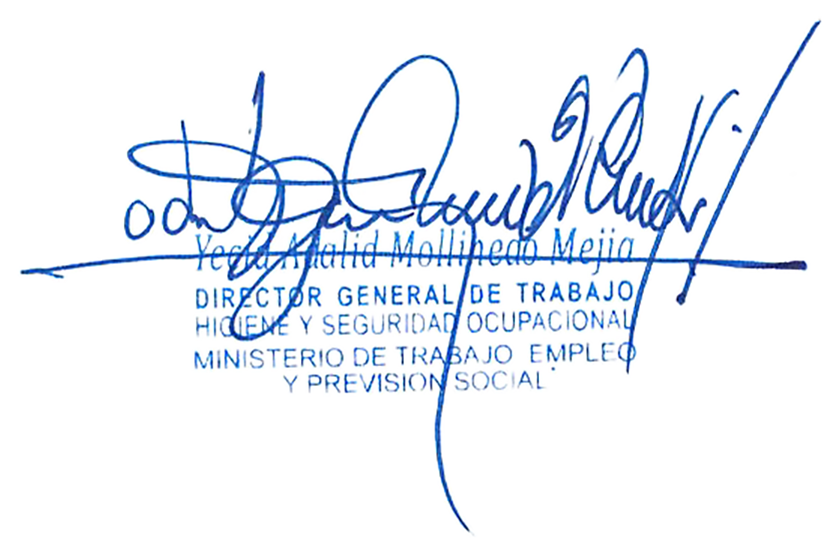 Yecid Adalid Mollinedo Mejia
DIRECTOR GENERAL DE TRABAJO
HIGIENE Y SEGURIDAD OCUPACIONAL
MINISTERIO DE TRABAJO EMPLEO
Y PREVISION SOCIAL